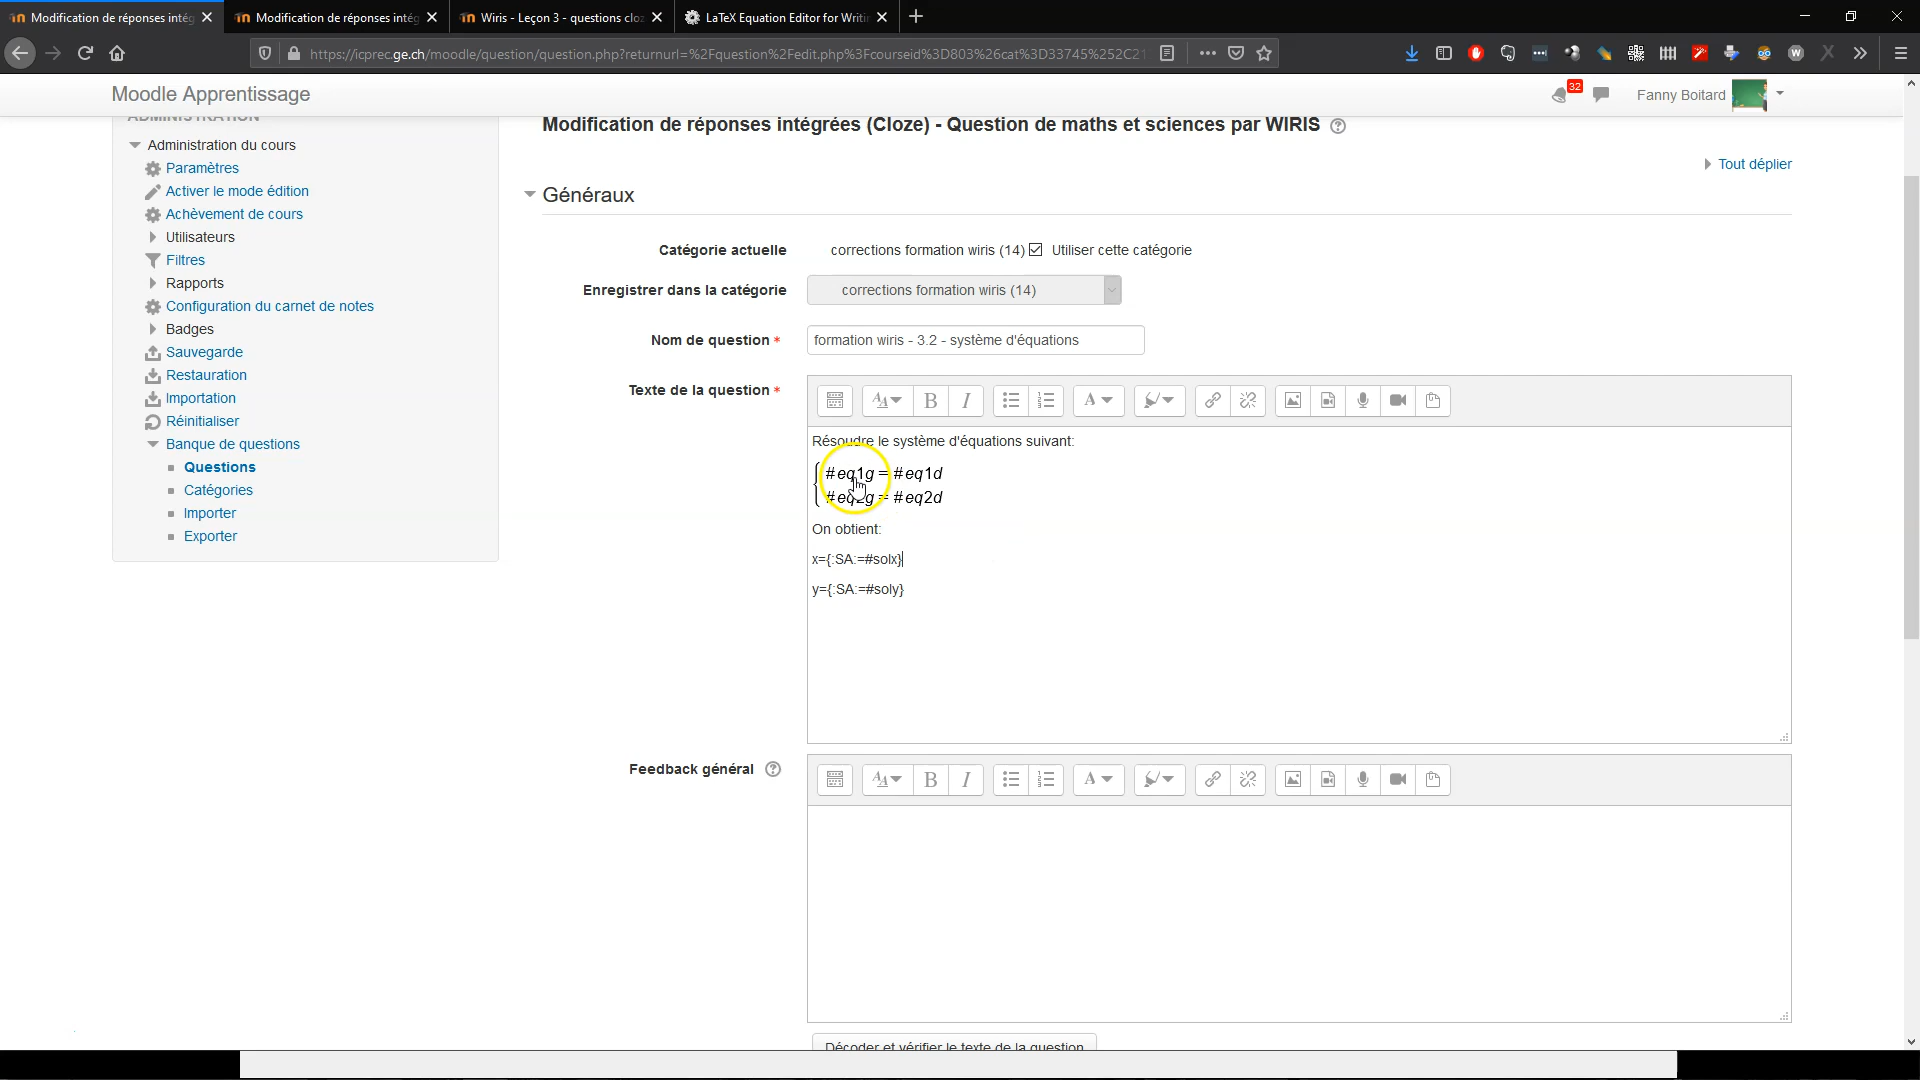 Modification de réponses intég
Modification de réponses intég
Wiris - Leçon 3 - questions cloz
LaTeX Equation Editor for Writi
https://icprec.ge.ch/moodle/question/question.php?returnurl=%2Fquestion%2Fedit.php%3Fcourseid%3D803%26cat%3D33745%252C21
Moodle Apprentissage
32
Fanny Boitard
ADMINISTRATION
Administration du cours
Paramètres
Activer le mode édition
Achèvement de cours
Utilisateurs
Filtres
Rapports
Configuration du carnet de notes
Badges
Sauvegarde
Restauration
Importation
Réinitialiser
Banque de questions
Questions
Catégories
Importer
Exporter
Modification de réponses intégrées (Cloze) - Question de maths et sciences par WIRIS
Tout déplier
Généraux
Catégorie actuelle corrections formation wiris (14) Utiliser cette catégorie
Enregistrer dans la catégorie corrections formation wiris (14)
Nom de question * formation wiris - 3.2 - système d'équations
Texte de la question *
Résoudre le système d'équations suivant:
#eq1g = #eq1d
#eq2g = #eq2d
On obtient:
x={:SA:=#solx}
y={:SA:=#soly}
Feedback général
Décoder et vérifier le texte de la question